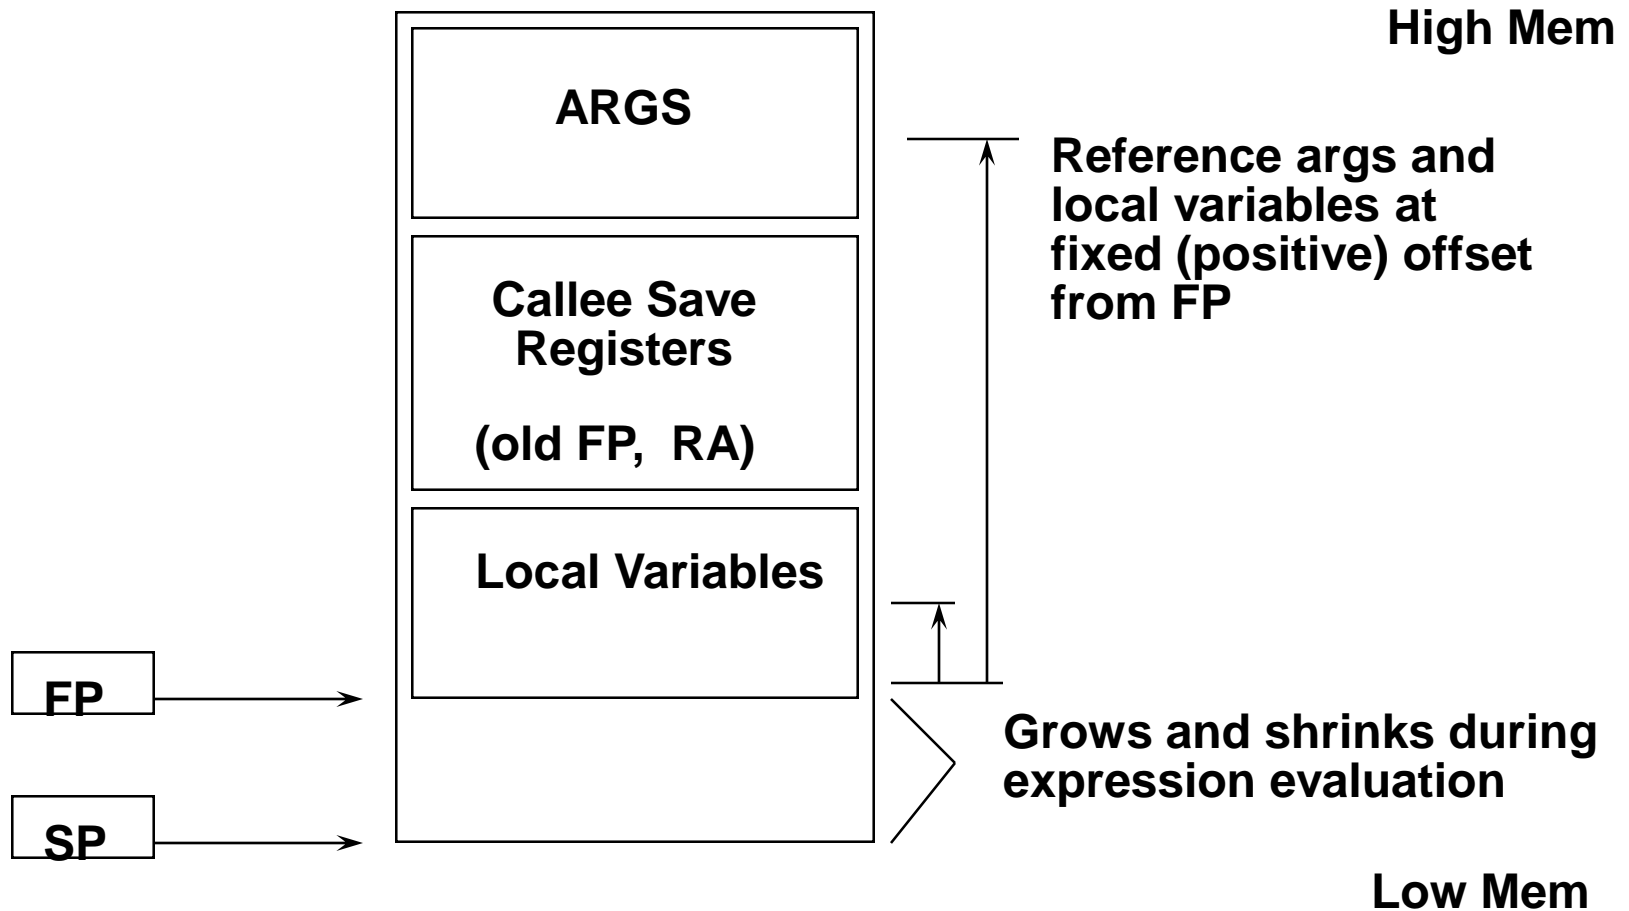 High Mem
ARGS
Reference args and
local variables at
fixed (positive) offset
from FP
Callee Save
Registers
(old FP, RA)
Local Variables
FP
Grows and shrinks during
expression evaluation
SP
Low Mem